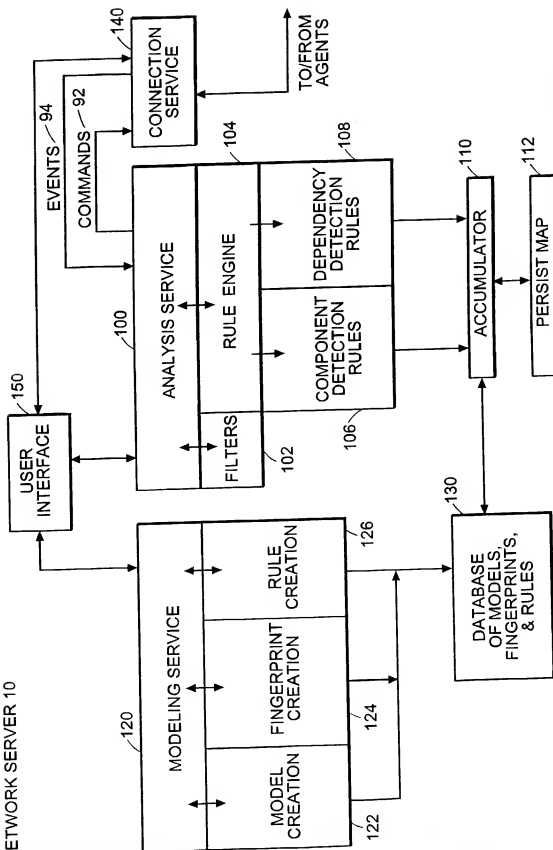 ETWORK SERVER 10
150
USER
INTERFACE
EVENTS
94
COMMANDS
92
140
CONNECTION
SERVICE
TO/FROM
AGENTS
120
MODELING SERVICE
MODEL
CREATION
FINGERPRINT
CREATION
RULE
CREATION
122
124
126
100
ANALYSIS SERVICE
FILTERS
RULE ENGINE
102
104
COMPONENT
DETECTION
RULES
DEPENDENCY
DETECTION
RULES
106
108
130
DATABASE
OF MODELS,
FINGERPRINTS,
& RULES
110
ACCUMULATOR
112
PERSIST MAP